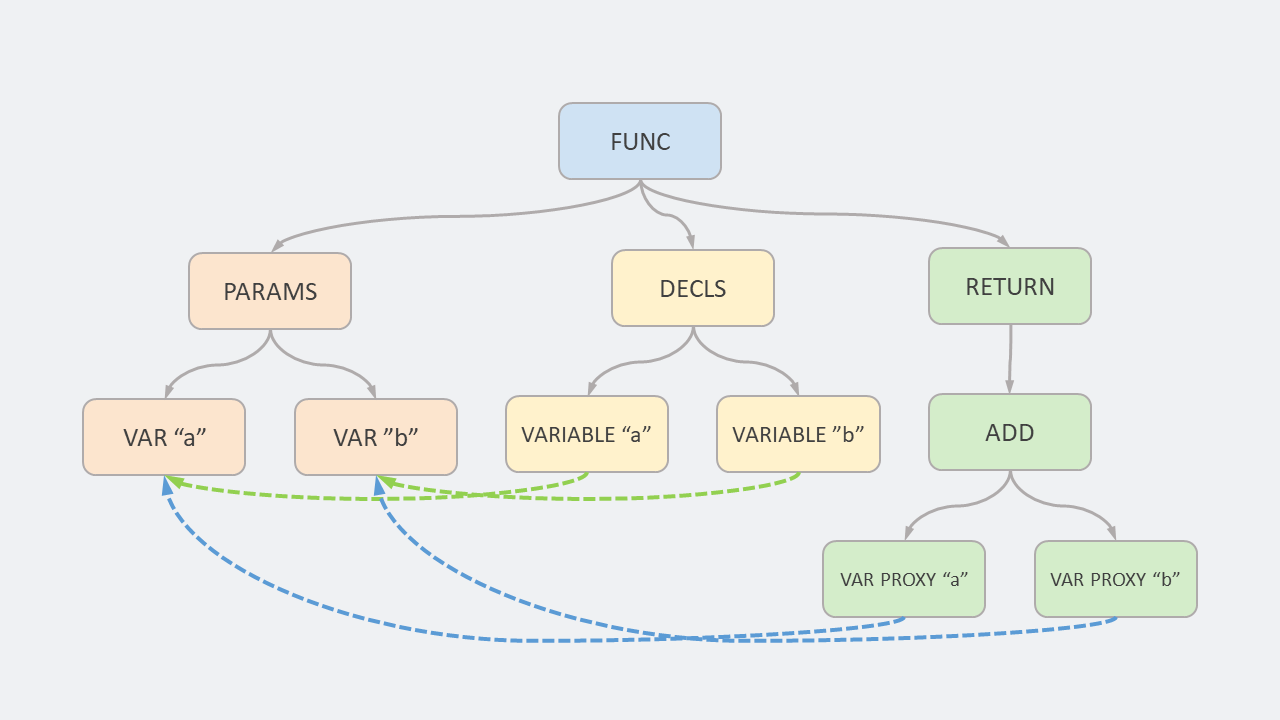 FUNC
PARAMS
DECLS
RETURN
VAR “a”
VAR ”b”
VARIABLE “a”
VARIABLE ”b”
ADD
VAR PROXY “a”
VAR PROXY “b”